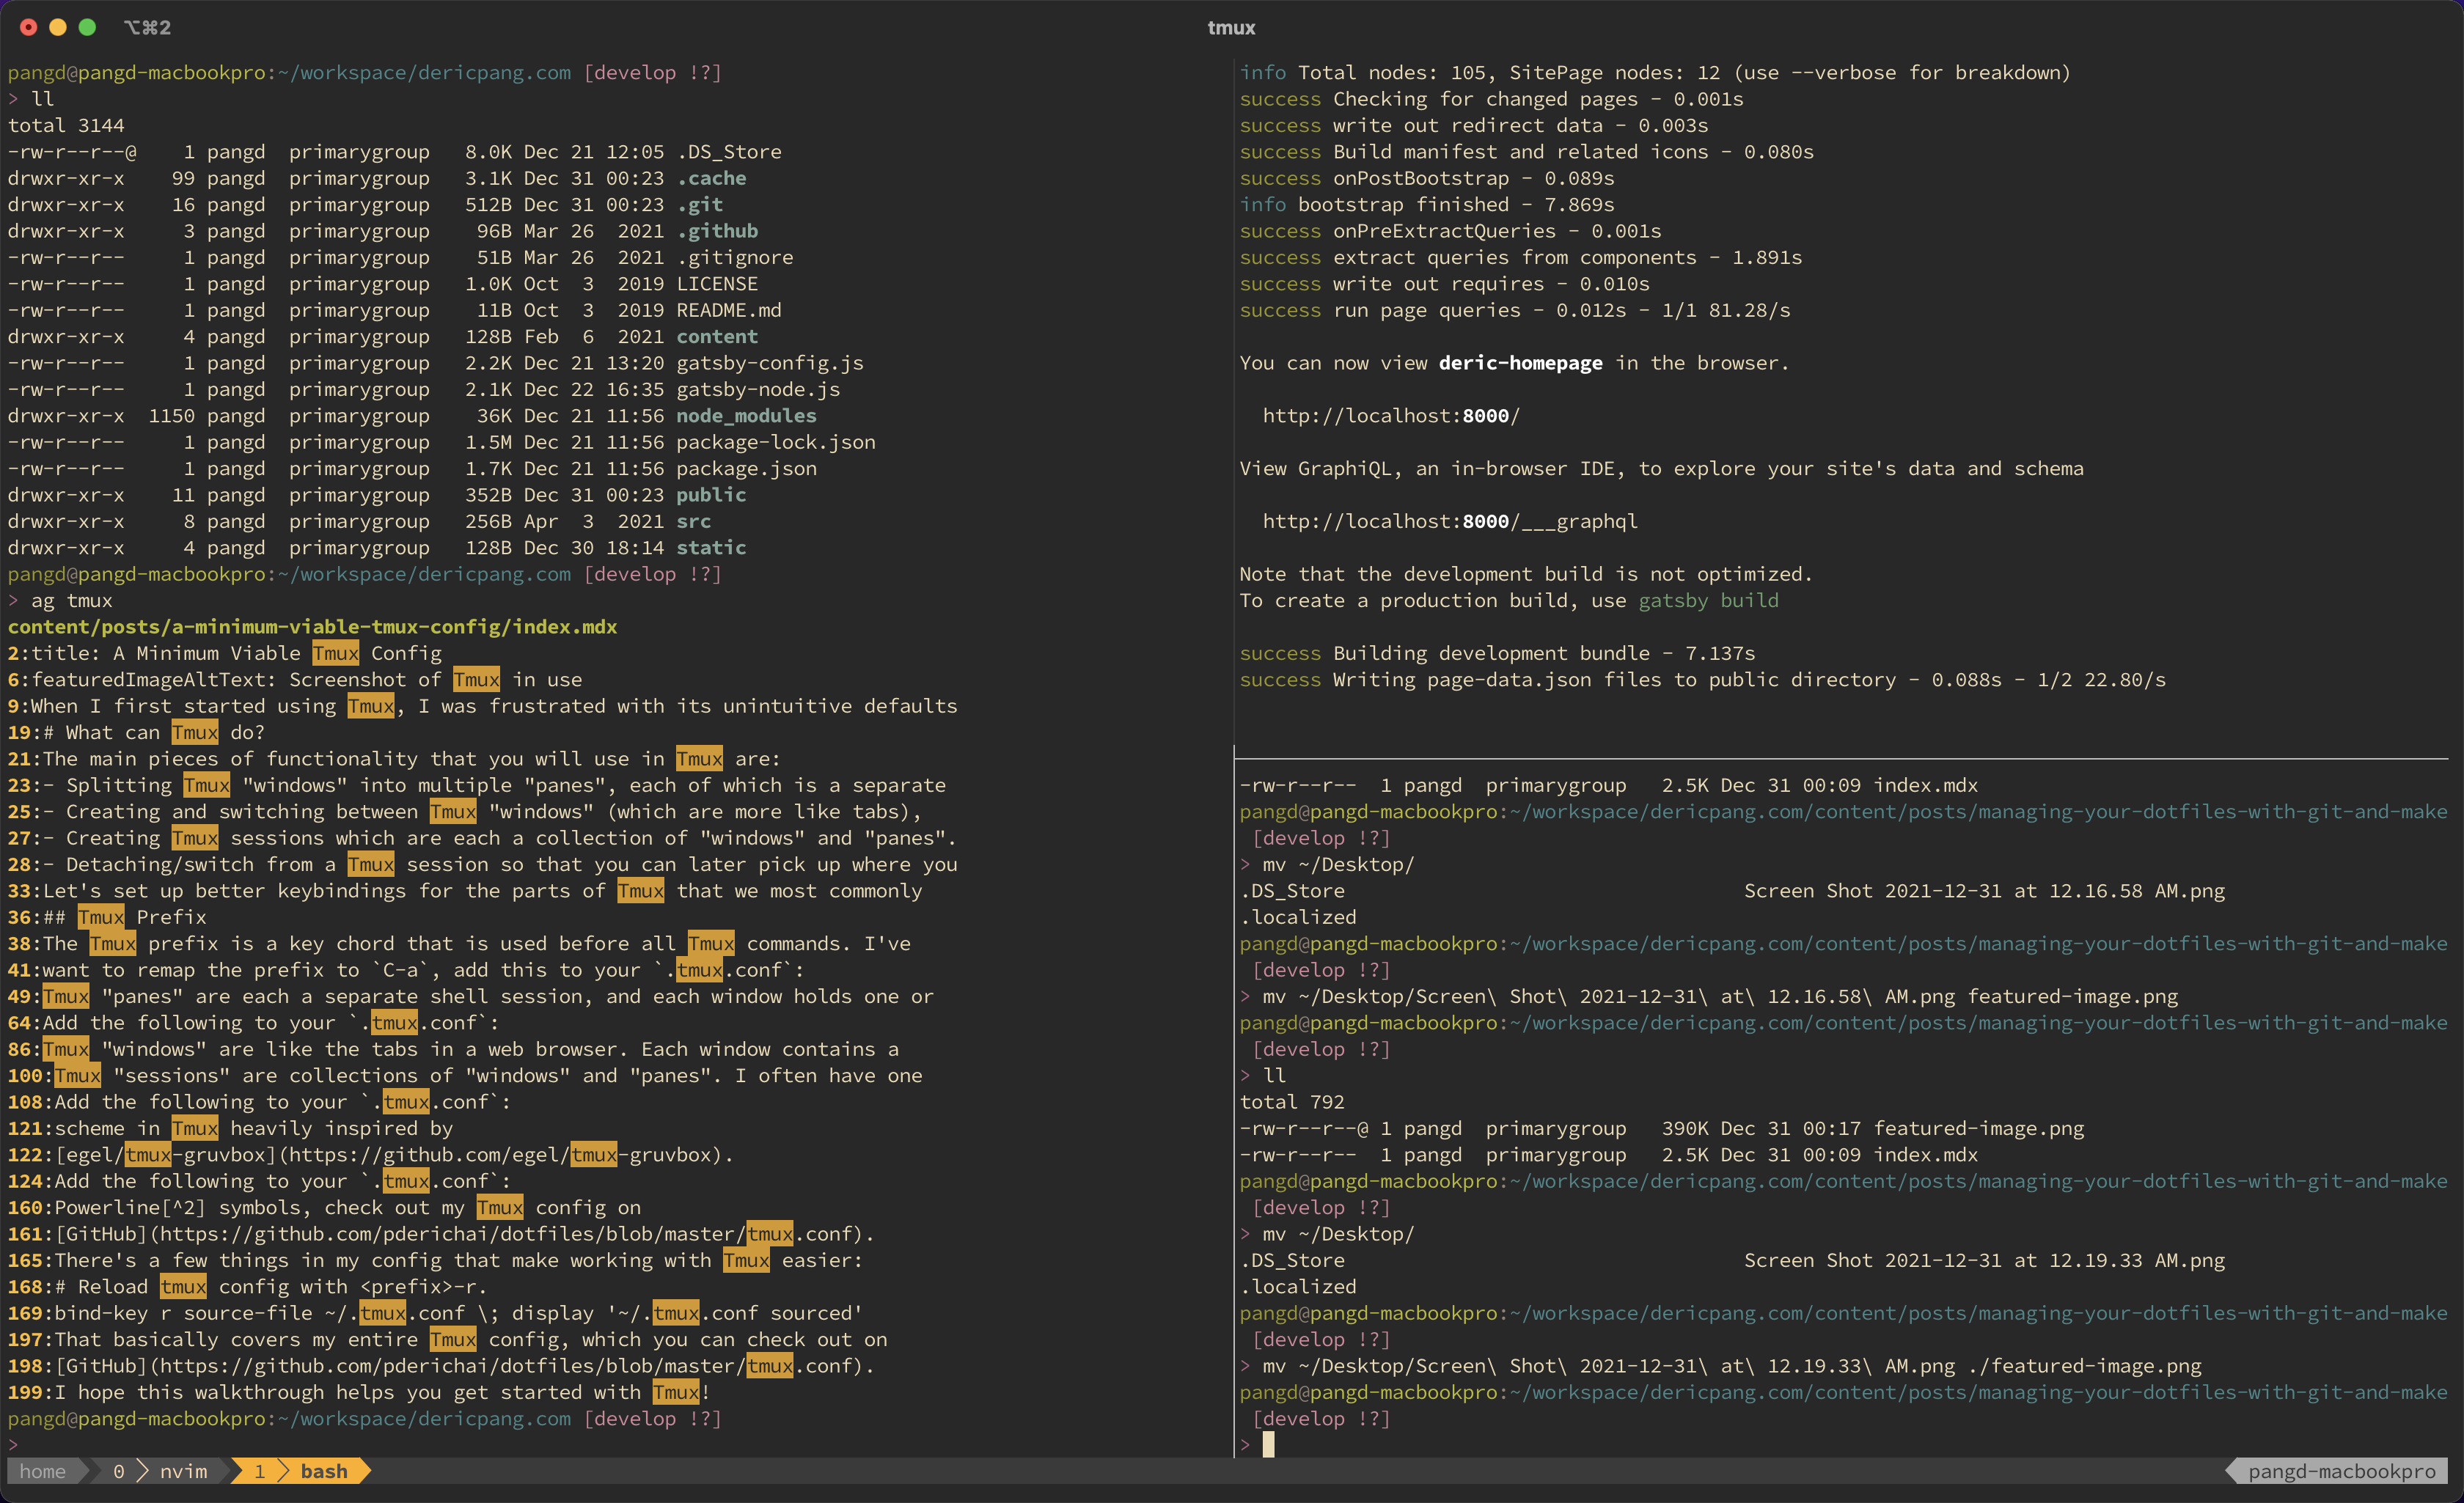 ⌥⌘2
tmux
pangd@pangd-macbookpro:~/workspace/dericpang.com [develop !?]
> ll
total 3144
-rw-r--r--@    1 pangd  primarygroup   8.0K Dec 21 12:05 .DS_Store
drwxr-xr-x    99 pangd  primarygroup   3.1K Dec 31 00:23 .cache
drwxr-xr-x    16 pangd  primarygroup   512B Dec 31 00:23 .git
drwxr-xr-x     3 pangd  primarygroup    96B Mar 26  2021 .github
-rw-r--r--     1 pangd  primarygroup    51B Mar 26  2021 .gitignore
-rw-r--r--     1 pangd  primarygroup   1.0K Oct  3  2019 LICENSE
-rw-r--r--     1 pangd  primarygroup    11B Oct  3  2019 README.md
drwxr-xr-x     4 pangd  primarygroup   128B Feb  6  2021 content
-rw-r--r--     1 pangd  primarygroup   2.2K Dec 21 13:20 gatsby-config.js
-rw-r--r--     1 pangd  primarygroup   2.1K Dec 22 16:35 gatsby-node.js
drwxr-xr-x  1150 pangd  primarygroup    36K Dec 21 11:56 node_modules
-rw-r--r--     1 pangd  primarygroup   1.5M Dec 21 11:56 package-lock.json
-rw-r--r--     1 pangd  primarygroup   1.7K Dec 21 11:56 package.json
drwxr-xr-x    11 pangd  primarygroup   352B Dec 31 00:23 public
drwxr-xr-x     8 pangd  primarygroup   256B Apr  3  2021 src
drwxr-xr-x     4 pangd  primarygroup   128B Dec 30 18:14 static
pangd@pangd-macbookpro:~/workspace/dericpang.com [develop !?]
> ag tmux
content/posts/a-minimum-viable-tmux-config/index.mdx
2:title: A Minimum Viable Tmux Config
6:featuredImageAltText: Screenshot of Tmux in use
9:When I first started using Tmux, I was frustrated with its unintuitive defaults
19:# What can Tmux do?
21:The main pieces of functionality that you will use in Tmux are:
23:- Splitting Tmux "windows" into multiple "panes", each of which is a separate
25:- Creating and switching between Tmux "windows" (which are more like tabs),
27:- Creating Tmux sessions which are each a collection of "windows" and "panes".
28:- Detaching/switch from a Tmux session so that you can later pick up where you
33:Let's set up better keybindings for the parts of Tmux that we most commonly
36:## Tmux Prefix
38:The Tmux prefix is a key chord that is used before all Tmux commands. I've
41:want to remap the prefix to `C-a`, add this to your `.tmux.conf`:
49:Tmux "panes" are each a separate shell session, and each window holds one or
64:Add the following to your `.tmux.conf`:
86:Tmux "windows" are like the tabs in a web browser. Each window contains a
100:Tmux "sessions" are collections of "windows" and "panes". I often have one
108:Add the following to your `.tmux.conf`:
121:scheme in Tmux heavily inspired by
122:[egel/tmux-gruvbox](https://github.com/egel/tmux-gruvbox).
124:Add the following to your `.tmux.conf`:
160:Powerline[^2] symbols, check out my Tmux config on
161:[GitHub](https://github.com/pderichai/dotfiles/blob/master/tmux.conf).
165:There's a few things in my config that make working with Tmux easier:
168:# Reload tmux config with <prefix>-r.
169:bind-key r source-file ~/.tmux.conf \; display '~/.tmux.conf sourced'
197:That basically covers my entire Tmux config, which you can check out on
198:[GitHub](https://github.com/pderichai/dotfiles/blob/master/tmux.conf).
199:I hope this walkthrough helps you get started with Tmux!
pangd@pangd-macbookpro:~/workspace/dericpang.com [develop !?]
>
info Total nodes: 105, SitePage nodes: 12 (use --verbose for breakdown)
success Checking for changed pages - 0.001s
success write out redirect data - 0.003s
success Build manifest and related icons - 0.080s
success onPostBootstrap - 0.089s
info bootstrap finished - 7.869s
success onPreExtractQueries - 0.001s
success extract queries from components - 1.891s
success write out requires - 0.010s
success run page queries - 0.012s - 1/1 81.28/s
You can now view deric-homepage in the browser.
http://localhost:8000/
View GraphiQL, an in-browser IDE, to explore your site's data and schema
http://localhost:8000/___graphql
Note that the development build is not optimized.
To create a production build, use gatsby build
success Building development bundle - 7.137s
success Writing page-data.json files to public directory - 0.088s - 1/2 22.80/s
-rw-r--r--  1 pangd  primarygroup   2.5K Dec 31 00:09 index.mdx
pangd@pangd-macbookpro:~/workspace/dericpang.com/content/posts/managing-your-dotfiles-with-git-and-make
[develop !?]
> mv ~/Desktop/
.DS_Store                                  Screen Shot 2021-12-31 at 12.16.58 AM.png
.localized
pangd@pangd-macbookpro:~/workspace/dericpang.com/content/posts/managing-your-dotfiles-with-git-and-make
[develop !?]
> mv ~/Desktop/Screen\ Shot\ 2021-12-31\ at\ 12.16.58\ AM.png featured-image.png
pangd@pangd-macbookpro:~/workspace/dericpang.com/content/posts/managing-your-dotfiles-with-git-and-make
[develop !?]
> ll
total 792
-rw-r--r--@ 1 pangd  primarygroup   390K Dec 31 00:17 featured-image.png
-rw-r--r--  1 pangd  primarygroup   2.5K Dec 31 00:09 index.mdx
pangd@pangd-macbookpro:~/workspace/dericpang.com/content/posts/managing-your-dotfiles-with-git-and-make
[develop !?]
> mv ~/Desktop/
.DS_Store                                  Screen Shot 2021-12-31 at 12.19.33 AM.png
.localized
pangd@pangd-macbookpro:~/workspace/dericpang.com/content/posts/managing-your-dotfiles-with-git-and-make
[develop !?]
> mv ~/Desktop/Screen\ Shot\ 2021-12-31\ at\ 12.19.33\ AM.png ./featured-image.png
pangd@pangd-macbookpro:~/workspace/dericpang.com/content/posts/managing-your-dotfiles-with-git-and-make
[develop !?]
>
home 0 nvim 1 bash pangd-macbookpro